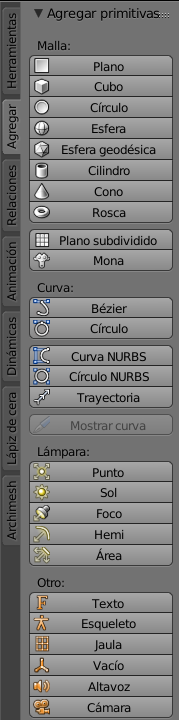 Herramientas
Agregar
Relaciones
Animación
Dinámicas
Lápiz de cera
Archimesh
Agregar primitivas
Malla:
Plano
Cubo
Círculo
Esfera
Esfera geodésica
Cilindro
Cono
Rosca
Plano subdividido
Mona
Curva:
Bézier
Círculo
Curva NURBS
Círculo NURBS
Trayectoria
Mostrar curva
Lámpara:
Punto
Sol
Foco
Hemi
Área
Otro:
Texto
Esqueleto
Jaula
Vacío
Altavoz
Cámara